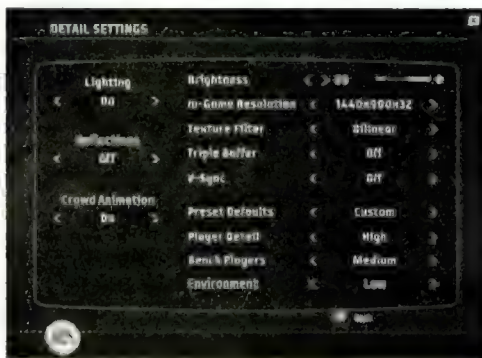 DETAIL SETTINGS
Lighting
On
Reflections
Off
Crowd Animation
On
Brightness
In-Game Resolution
1440x900x32
Texture Filter
Bilinear
Triple Buffer
Off
V-Sync
Off
Preset Defaults
Custom
Player Detail
High
Bench Players
Medium
Environment
Low